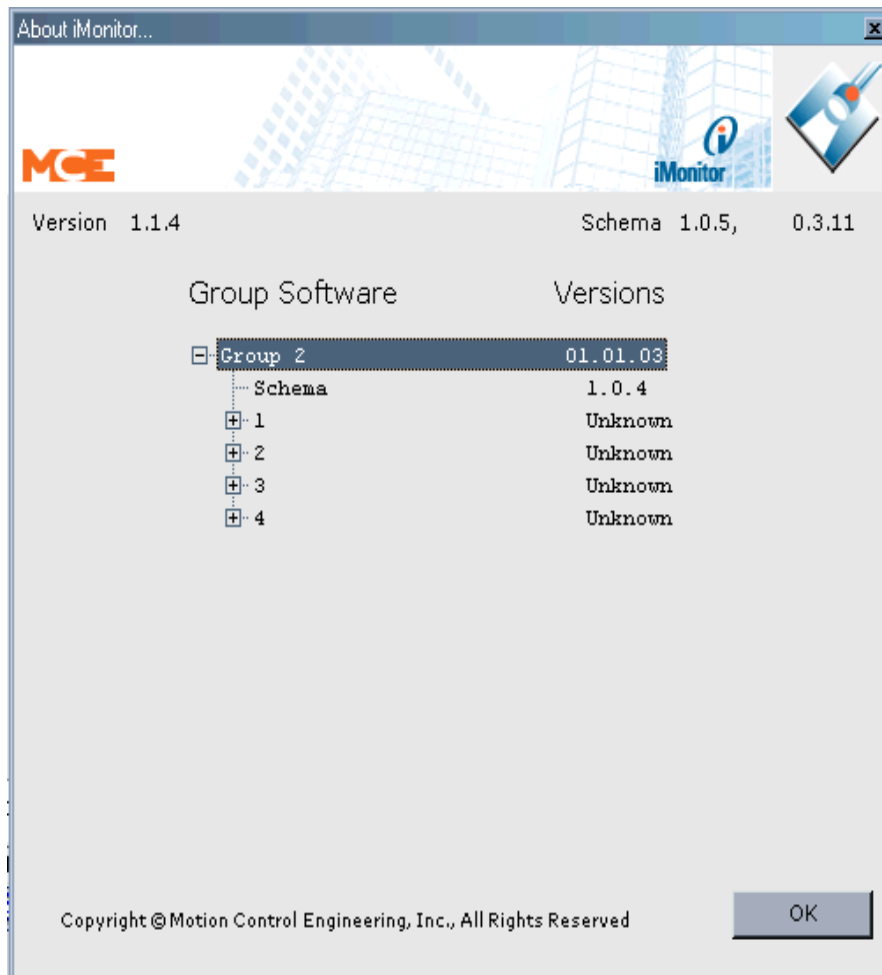 About iMonitor...
MCE
iMonitor
Version 1.1.4 Schema 1.0.5, 0.3.11
Group Software Versions
Group 2 01.01.03
Schema 1.0.4
1 Unknown
2 Unknown
3 Unknown
4 Unknown
Copyright © Motion Control Engineering, Inc., All Rights Reserved
OK